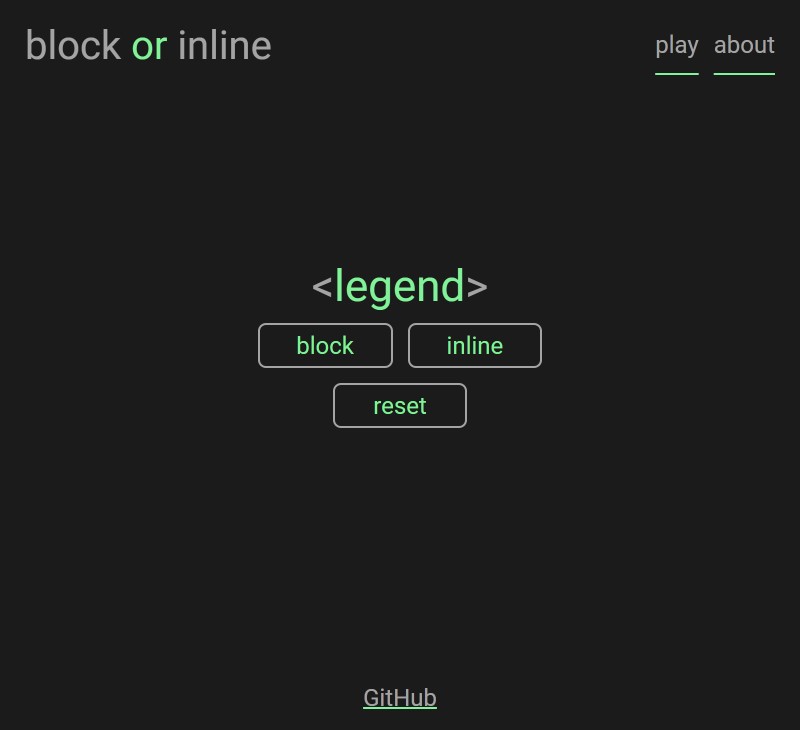 block or inline
play about
<legend>
block inline
reset
GitHub